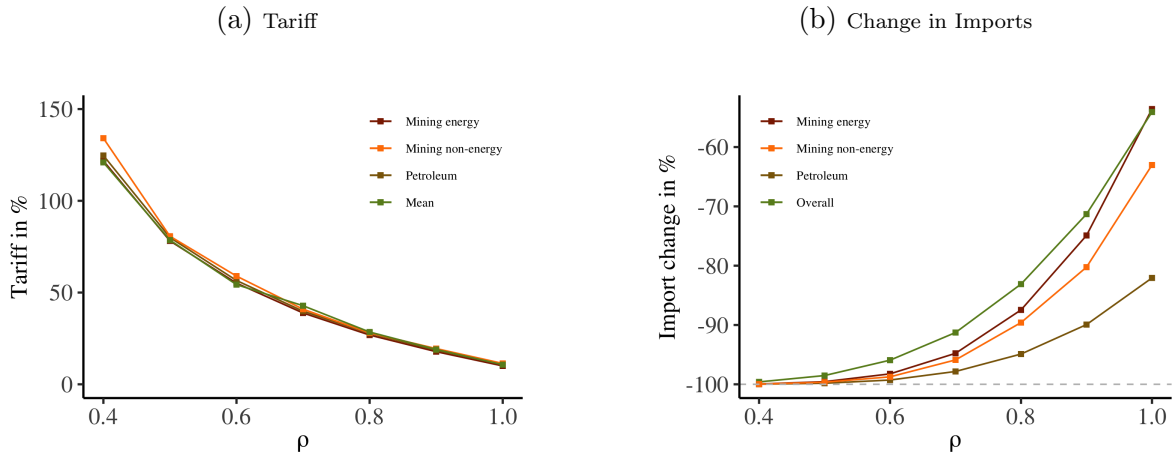 (a) Tariff
Tariff in %
150
100
50
0
0.4 0.6 0.8 1.0
ρ
Mining energy
Mining non-energy
Petroleum
Mean
(b) Change in Imports
Import change in %
-60
-70
-80
-90
-100
0.4 0.6 0.8 1.0
ρ
Mining energy
Mining non-energy
Petroleum
Overall